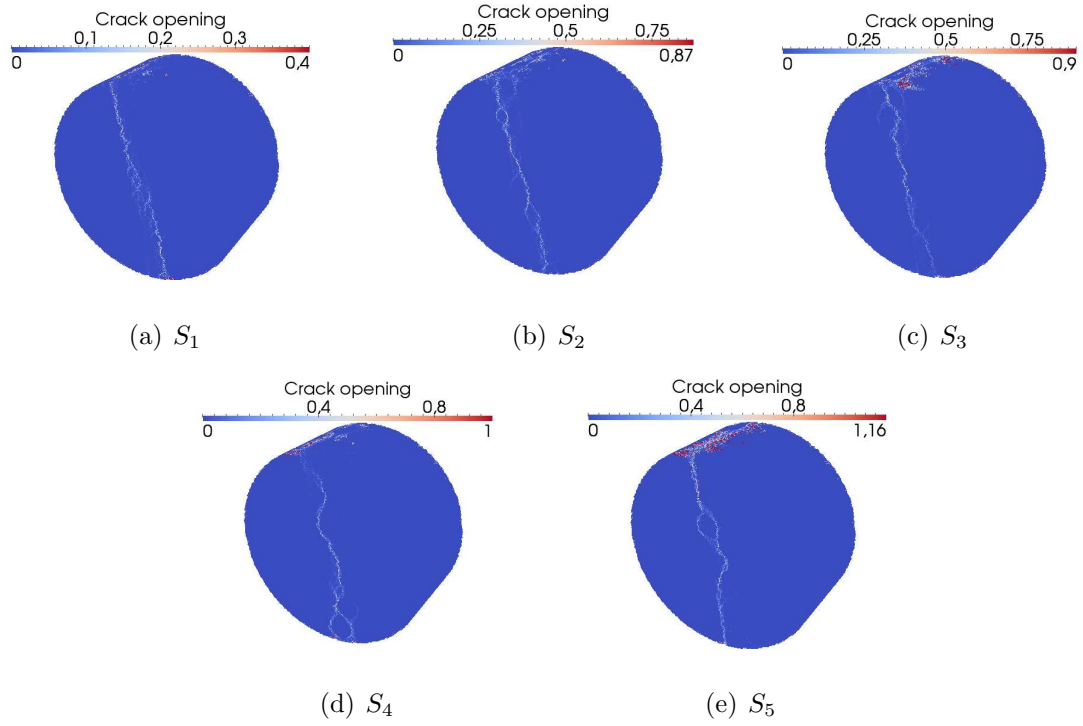 Crack opening
0 0,1 0,2 0,3 0,4
Crack opening
0 0,25 0,5 0,75 0,87
Crack opening
0 0,25 0,5 0,75 0,9
(a) S1
(b) S2
(c) S3
Crack opening
0 0,4 0,8 1
Crack opening
0 0,4 0,8 1,16
(d) S4
(e) S5